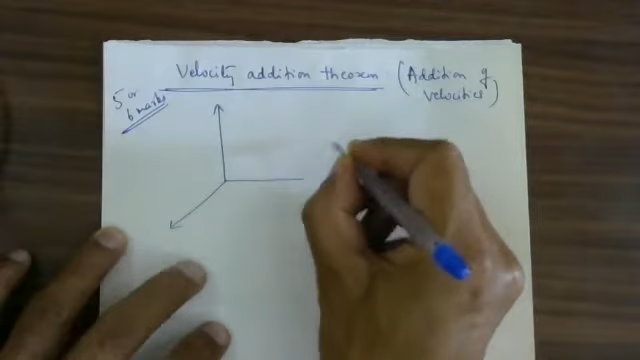 Velocity addition theorem (Addition of
velocities)
5 or
6 marks